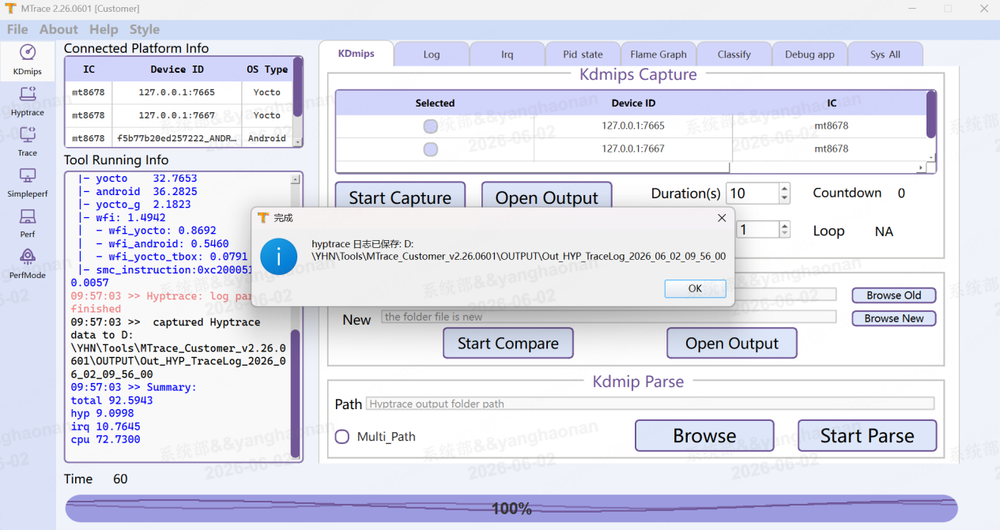 MTrace 2.26.0601 [Customer]
File About Help Style
KDmips
Hyptrace
Trace
Simpleperf
Perf
PerfMode
Connected Platform Info
IC Device ID OS Type
mt8678 127.0.0.1:7665 Yocto
mt8678 127.0.0.1:7667 Yocto
mt8678 f5b77b20ed257222_ANDR... Android
Tool Running Info
|- yocto 32.7653
|- android 36.2825
|- yocto_g 2.1823
|- wfi: 1.4942
| - wfi_yocto: 0.8692
| - wfi_android: 0.5460
| - wfi_yocto_tbox: 0.0791
|- smc_instruction:0xc20005
0.0057
09:57:03 >> Hyptrace: log par
finished
09:57:03 >> captured Hyptrace
data to D:
\YHN\Tools\MTrace_Customer_v2.26.0
601\OUTPUT\Out_HYP_TraceLog_2026_0
6_02_09_56_00
09:57:03 >> Summary:
total 92.5943
hyp 9.0998
irq 10.7645
cpu 72.7300
Time 60
100%
KDmips Log Irq Pid state Flame Graph Classify Debug app Sys All
Kdmips Capture
Selected Device ID IC
127.0.0.1:7665 mt8678
127.0.0.1:7667 mt8678
Start Capture Open Output Duration(s) 10 Countdown 0
1 Loop NA
完成
hyptrace 日志已保存: D:
\YHN\Tools\MTrace_Customer_v2.26.0601\OUTPUT\Out_HYP_TraceLog_2026_06_02_09_56_00
OK
Browse Old
New the folder file is new Browse New
Start Compare Open Output
Kdmip Parse
Path Hyptrace output folder path
Multi_Path Browse Start Parse
系统部&&yanghaonan
2026-06-02